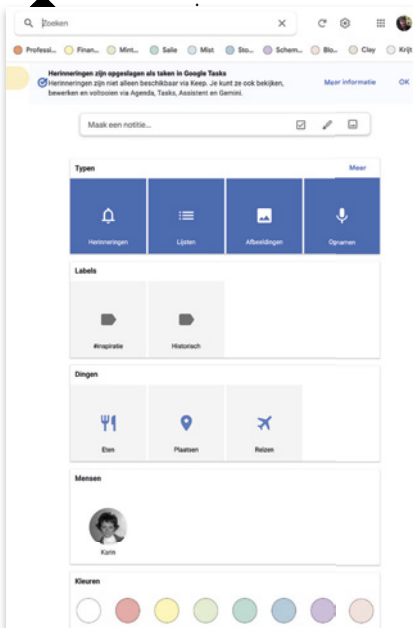 Zoeken
Professi... Finan... Mint... Salie Mist Sto... Schem... Blo... Clay Krijt
Herinneringen zijn opgeslagen als taken in Google Tasks
Herinneringen zijn niet alleen beschikbaar via Keep. Je kunt ze ook bekijken,
bewerken en voltooien via Agenda, Tasks, Assistent en Gemini.
Meer informatie OK
Maak een notitie...
Typen Meer
Herinneringen Lijsten Afbeeldingen Opnamen
Labels
#inspiratie Historisch
Dingen
Eten Plaatsen Reizen
Mensen
Karin
Kleuren